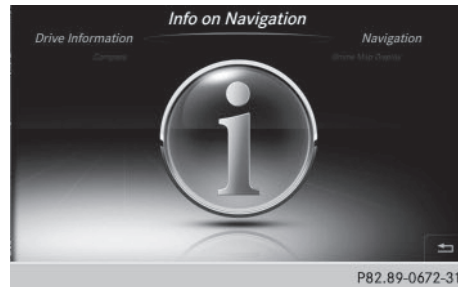 Info on Navigation
Drive Information
Navigation
Compass
P82.89-0672-31